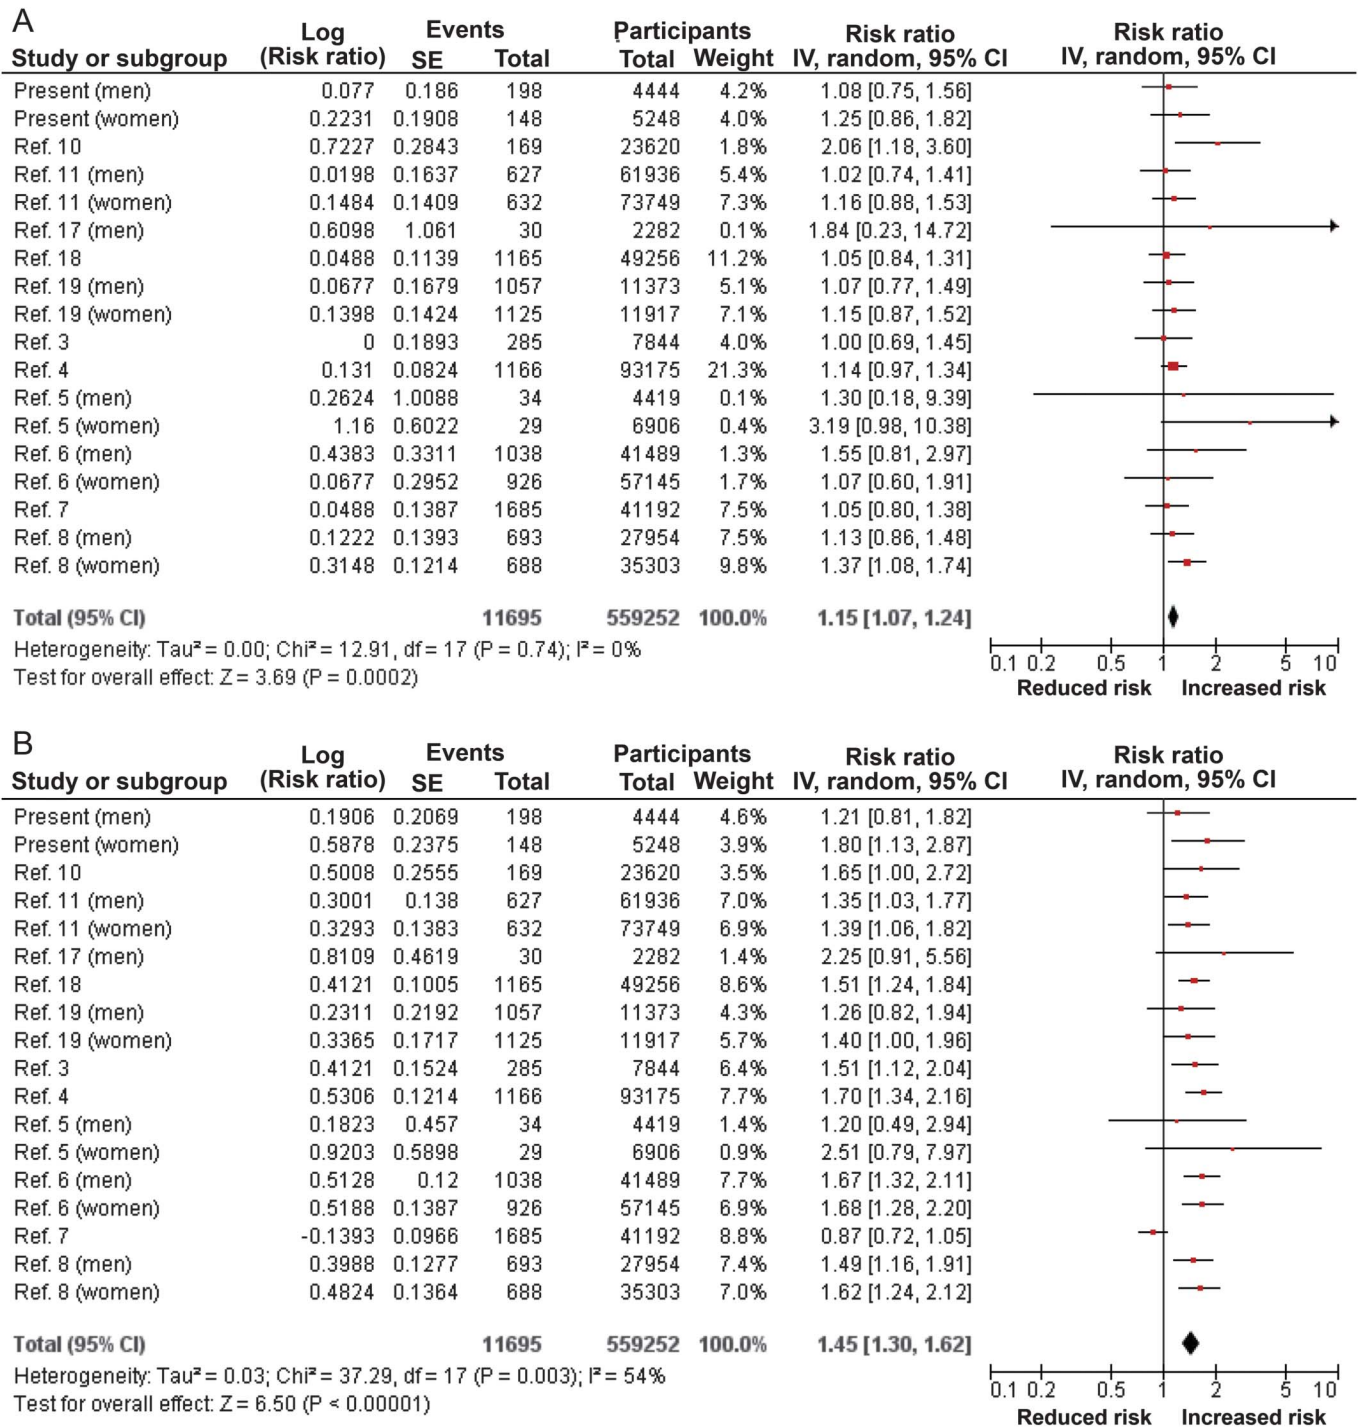 A
Log Events Participants Risk ratio Risk ratio
Study or subgroup (Risk ratio) SE Total Total Weight IV, random, 95% CI IV, random, 95% CI
Present (men) 0.077 0.186 198 4444 4.2% 1.08 [0.75, 1.56]
Present (women) 0.2231 0.1908 148 5248 4.0% 1.25 [0.86, 1.82]
Ref. 10 0.7227 0.2843 169 23620 1.8% 2.06 [1.18, 3.60]
Ref. 11 (men) 0.0198 0.1637 627 61936 5.4% 1.02 [0.74, 1.41]
Ref. 11 (women) 0.1484 0.1409 632 73749 7.3% 1.16 [0.88, 1.53]
Ref. 17 (men) 0.6098 1.061 30 2282 0.1% 1.84 [0.23, 14.72]
Ref. 18 0.0488 0.1139 1165 49256 11.2% 1.05 [0.84, 1.31]
Ref. 19 (men) 0.0677 0.1679 1057 11373 5.1% 1.07 [0.77, 1.49]
Ref. 19 (women) 0.1398 0.1424 1125 11917 7.1% 1.15 [0.87, 1.52]
Ref. 3 0 0.1893 285 7844 4.0% 1.00 [0.69, 1.45]
Ref. 4 0.131 0.0824 1166 93175 21.3% 1.14 [0.97, 1.34]
Ref. 5 (men) 0.2624 1.0088 34 4419 0.1% 1.30 [0.18, 9.39]
Ref. 5 (women) 1.16 0.6022 29 6906 0.4% 3.19 [0.98, 10.38]
Ref. 6 (men) 0.4383 0.3311 1038 41489 1.3% 1.55 [0.81, 2.97]
Ref. 6 (women) 0.0677 0.2952 926 57145 1.7% 1.07 [0.60, 1.91]
Ref. 7 0.0488 0.1387 1685 41192 7.5% 1.05 [0.80, 1.38]
Ref. 8 (men) 0.1222 0.1393 693 27954 7.5% 1.13 [0.86, 1.48]
Ref. 8 (women) 0.3148 0.1214 688 35303 9.8% 1.37 [1.08, 1.74]
Total (95% CI) 11695 559252 100.0% 1.15 [1.07, 1.24]
Heterogeneity: Tau² = 0.00; Chi² = 12.91, df = 17 (P = 0.74); I² = 0%
Test for overall effect: Z = 3.69 (P = 0.0002)
0.1 0.2 0.5 1 2 5 10
Reduced risk Increased risk
B
Log Events Participants Risk ratio Risk ratio
Study or subgroup (Risk ratio) SE Total Total Weight IV, random, 95% CI IV, random, 95% CI
Present (men) 0.1906 0.2069 198 4444 4.6% 1.21 [0.81, 1.82]
Present (women) 0.5878 0.2375 148 5248 3.9% 1.80 [1.13, 2.87]
Ref. 10 0.5008 0.2555 169 23620 3.5% 1.65 [1.00, 2.72]
Ref. 11 (men) 0.3001 0.138 627 61936 7.0% 1.35 [1.03, 1.77]
Ref. 11 (women) 0.3293 0.1383 632 73749 6.9% 1.39 [1.06, 1.82]
Ref. 17 (men) 0.8109 0.4619 30 2282 1.4% 2.25 [0.91, 5.56]
Ref. 18 0.4121 0.1005 1165 49256 8.6% 1.51 [1.24, 1.84]
Ref. 19 (men) 0.2311 0.2192 1057 11373 4.3% 1.26 [0.82, 1.94]
Ref. 19 (women) 0.3365 0.1717 1125 11917 5.7% 1.40 [1.00, 1.96]
Ref. 3 0.4121 0.1524 285 7844 6.4% 1.51 [1.12, 2.04]
Ref. 4 0.5306 0.1214 1166 93175 7.7% 1.70 [1.34, 2.16]
Ref. 5 (men) 0.1823 0.457 34 4419 1.4% 1.20 [0.49, 2.94]
Ref. 5 (women) 0.9203 0.5898 29 6906 0.9% 2.51 [0.79, 7.97]
Ref. 6 (men) 0.5128 0.12 1038 41489 7.7% 1.67 [1.32, 2.11]
Ref. 6 (women) 0.5188 0.1387 926 57145 6.9% 1.68 [1.28, 2.20]
Ref. 7 -0.1393 0.0966 1685 41192 8.8% 0.87 [0.72, 1.05]
Ref. 8 (men) 0.3988 0.1277 693 27954 7.4% 1.49 [1.16, 1.91]
Ref. 8 (women) 0.4824 0.1364 688 35303 7.0% 1.62 [1.24, 2.12]
Total (95% CI) 11695 559252 100.0% 1.45 [1.30, 1.62]
Heterogeneity: Tau² = 0.03; Chi² = 37.29, df = 17 (P = 0.003); I² = 54%
Test for overall effect: Z = 6.50 (P < 0.00001)
0.1 0.2 0.5 1 2 5 10
Reduced risk Increased risk